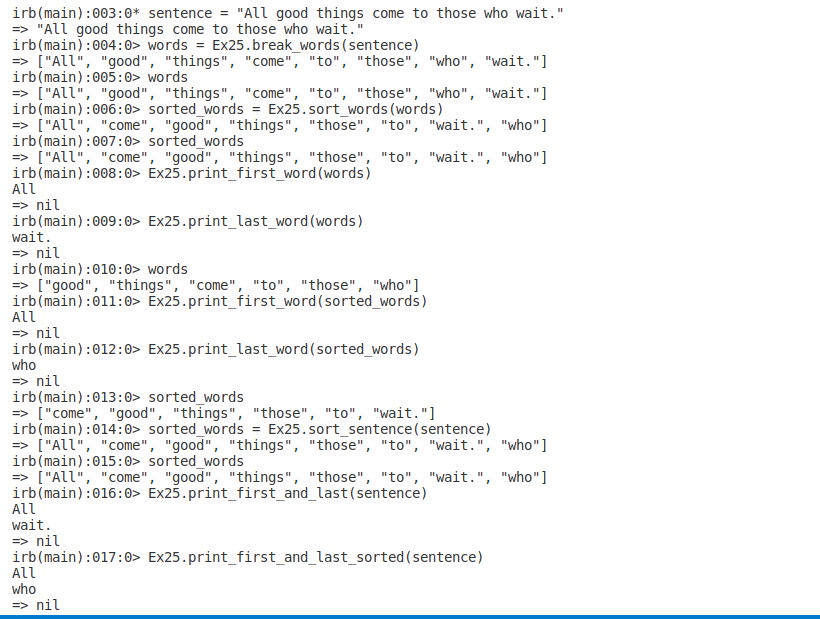 irb(main):003:0* sentence = "All good things come to those who wait."
=> "All good things come to those who wait."
irb(main):004:0> words = Ex25.break_words(sentence)
=> ["All", "good", "things", "come", "to", "those", "who", "wait."]
irb(main):005:0> words
=> ["All", "good", "things", "come", "to", "those", "who", "wait."]
irb(main):006:0> sorted_words = Ex25.sort_words(words)
=> ["All", "come", "good", "things", "those", "to", "wait.", "who"]
irb(main):007:0> sorted_words
=> ["All", "come", "good", "things", "those", "to", "wait.", "who"]
irb(main):008:0> Ex25.print_first_word(words)
All
=> nil
irb(main):009:0> Ex25.print_last_word(words)
wait.
=> nil
irb(main):010:0> words
=> ["good", "things", "come", "to", "those", "who"]
irb(main):011:0> Ex25.print_first_word(sorted_words)
All
=> nil
irb(main):012:0> Ex25.print_last_word(sorted_words)
who
=> nil
irb(main):013:0> sorted_words
=> ["come", "good", "things", "those", "to", "wait."]
irb(main):014:0> sorted_words = Ex25.sort_sentence(sentence)
=> ["All", "come", "good", "things", "those", "to", "wait.", "who"]
irb(main):015:0> sorted_words
=> ["All", "come", "good", "things", "those", "to", "wait.", "who"]
irb(main):016:0> Ex25.print_first_and_last(sentence)
All
wait.
=> nil
irb(main):017:0> Ex25.print_first_and_last_sorted(sentence)
All
who
=> nil